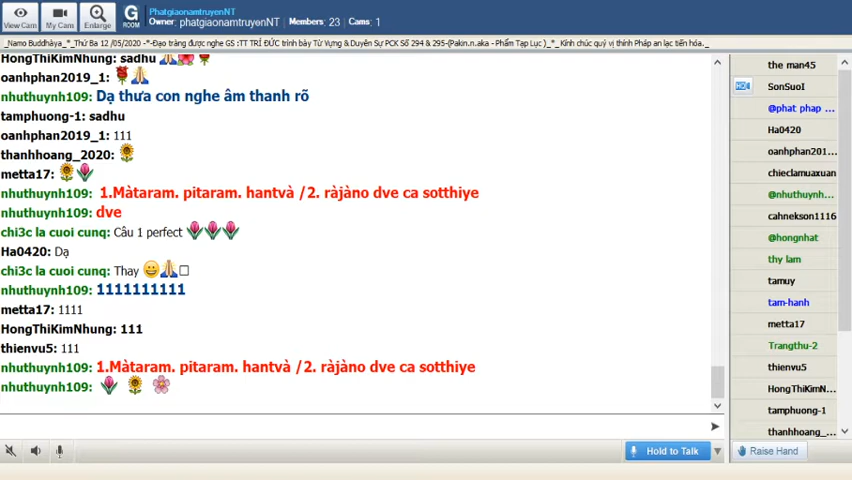 View Cam
My Cam
Enlarge
G
ROOM
PhatgiaonamtruyenNT
Owner: phatgiaonamtruyenNT Members: 23 Cams: 1
_Namo Buddhàya_*_Thứ Ba 12 /05/2020 -*-Đạo tràng được nghe GS :TT TRÍ ĐỨC trình bày Từ Vựng &Duyên Sự PCK Số 294 & 295-(Pakin.n.aka - Phẩm Tạp Lục )_*_ Kính chúc quý vị thính Pháp an lạc tiến hóa._
HongThiKimNhung: sadhu
oanhphan2019_1:
nhuthuynh109: Dạ thưa con nghe âm thanh rõ
tamphuong-1: sadhu
oanhphan2019_1: 111
thanhhoang_2020:
metta17:
nhuthuynh109: 1.Màtaram. pitaram. hantvà /2. ràjàno dve ca sotthiye
nhuthuynh109: dve
chi3c la cuoi cunq: Câu 1 perfect
Ha0420: Dạ
chi3c la cuoi cunq: Thay
nhuthuynh109: 1111111111
metta17: 1111
HongThiKimNhung: 111
thienvu5: 111
nhuthuynh109: 1.Màtaram. pitaram. hantvà /2. ràjàno dve ca sotthiye
nhuthuynh109:
the man45
HD
SonSuoI
@phat phap ...
Ha0420
oanhphan201...
chieclamuaxuan
@nhuthuynh...
cahnekson1116
@hongnhat
thy lam
tamuy
tam-hanh
metta17
Trangthu-2
thienvu5
HongThiKimN...
tamphuong-1
thanhhoang_...
Hold to Talk
Raise Hand